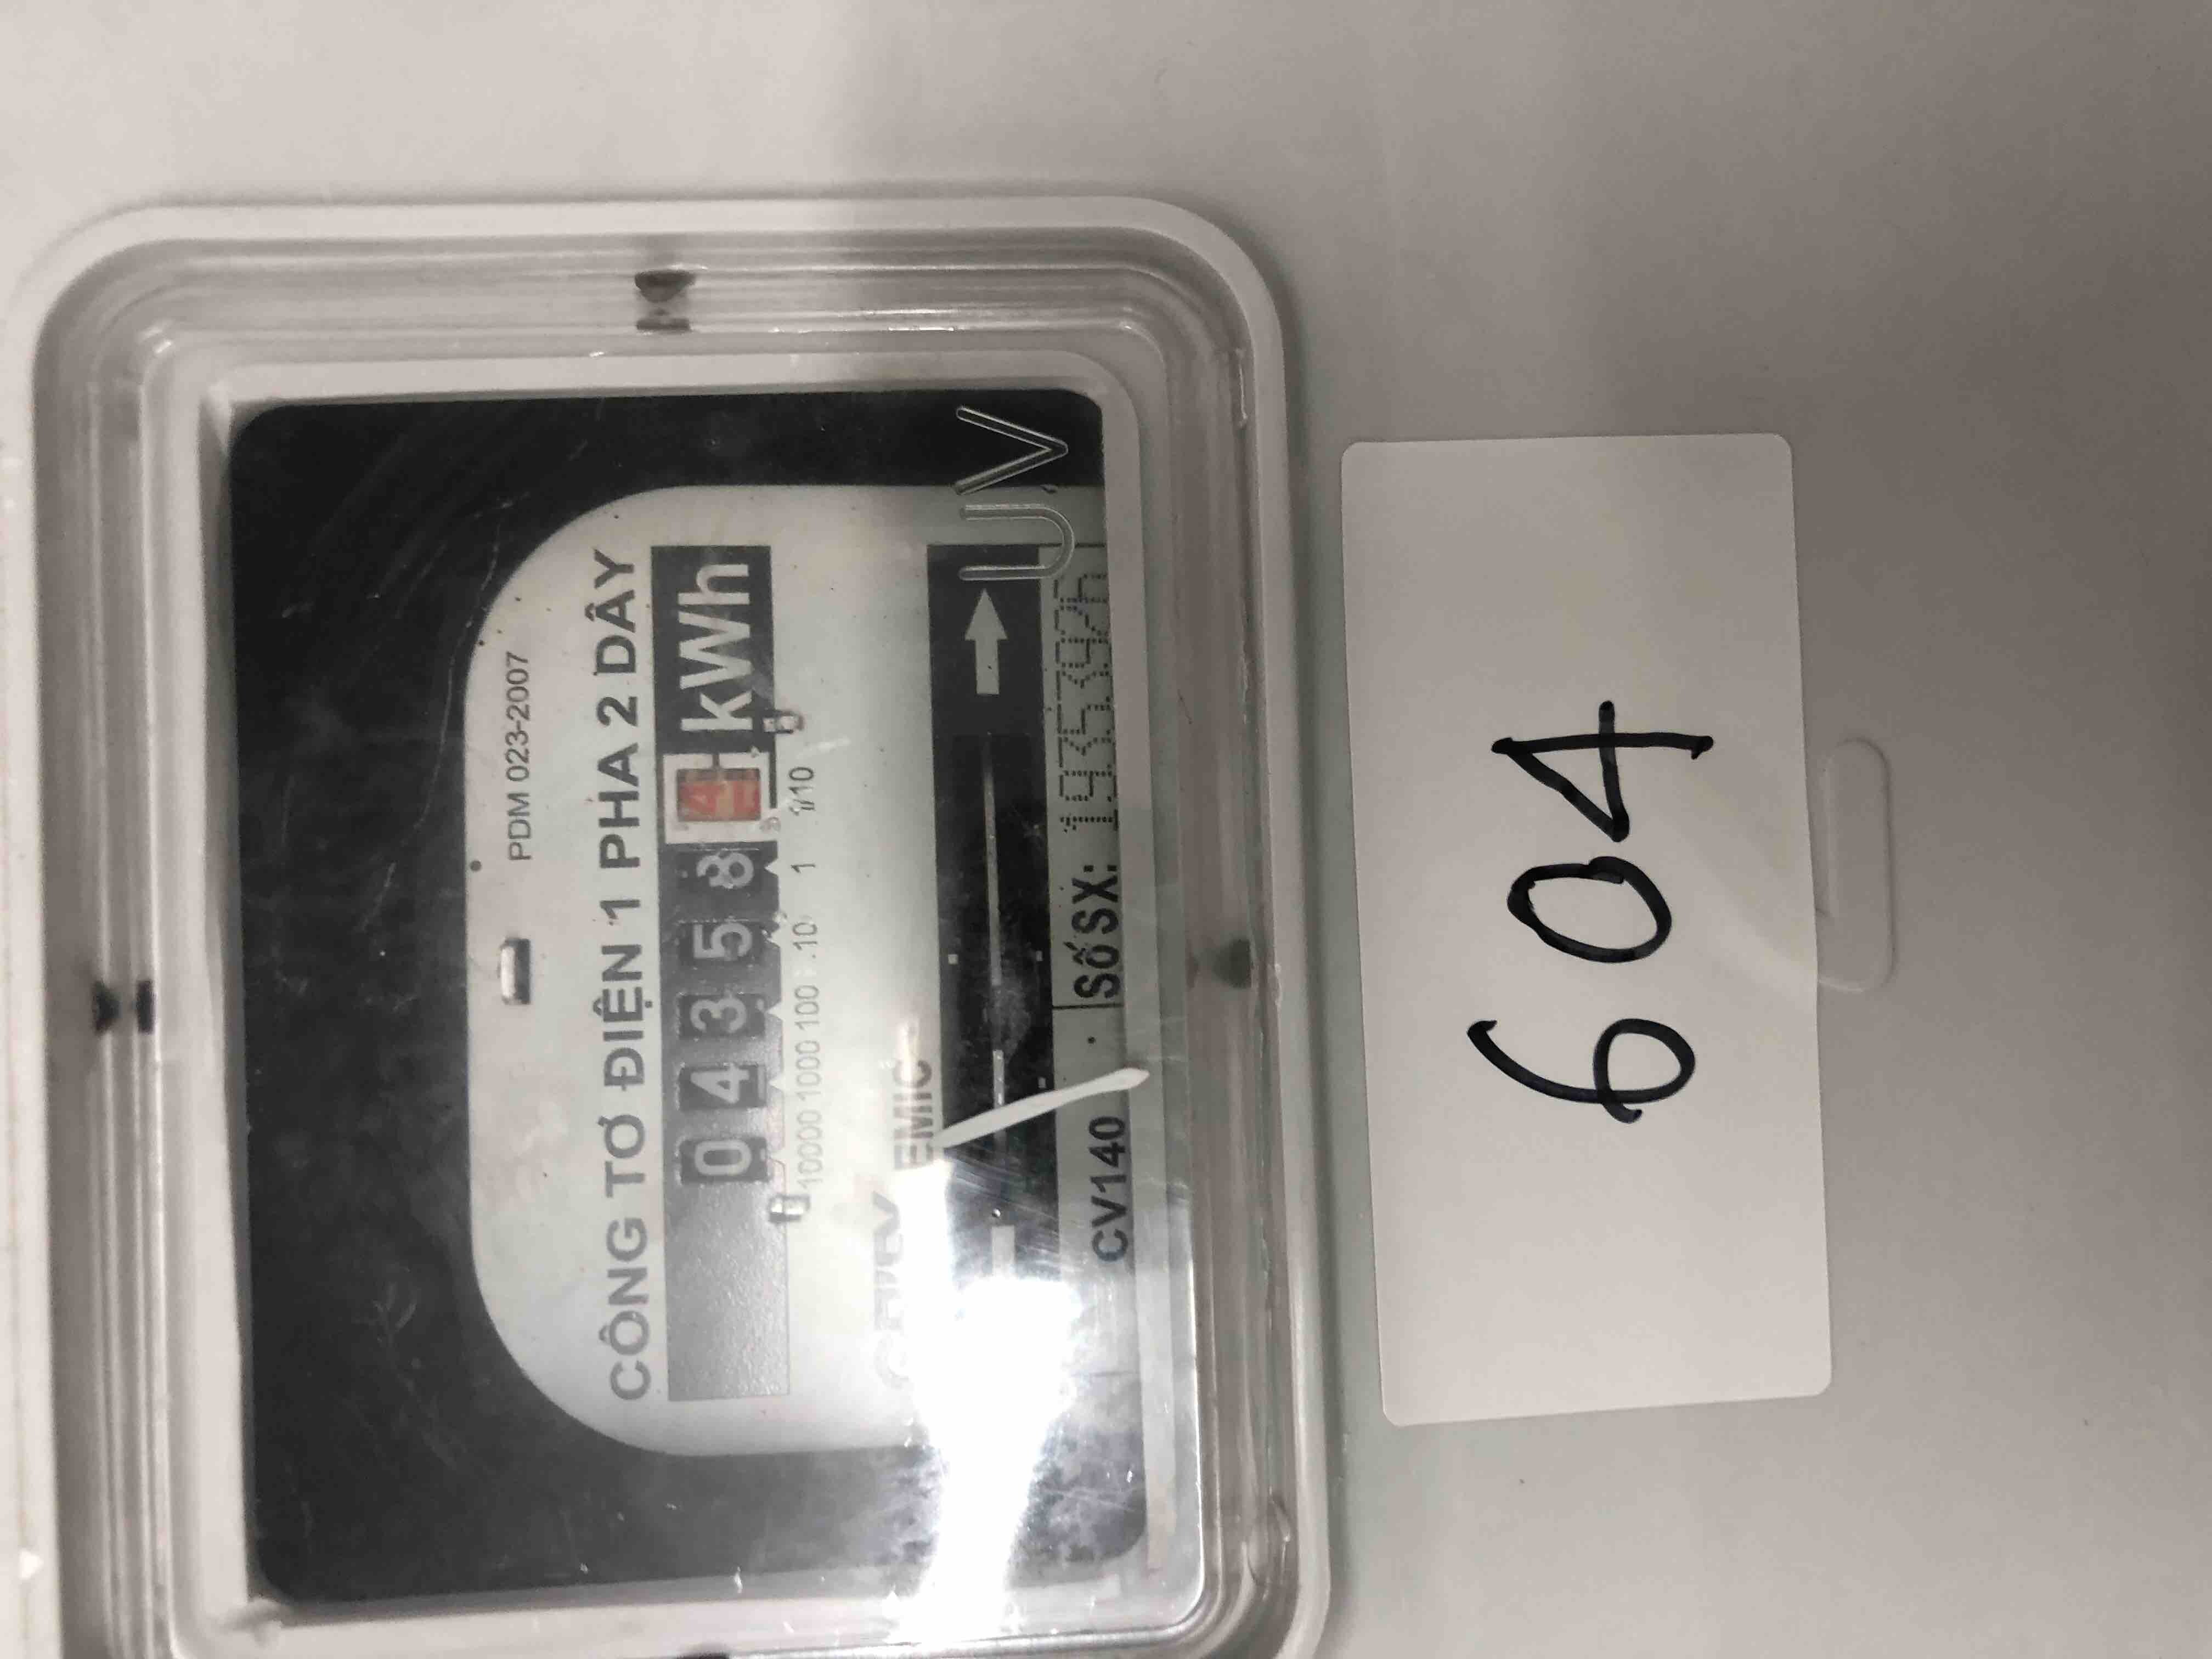 PDM 023-2007
CÔNG TƠ ĐIỆN 1 PHA 2 DÂY
0 4 3 5 8 4 kWh
10000 1000 100 10 1 1/10
EMIC
UV
CV140 Số SX:
604